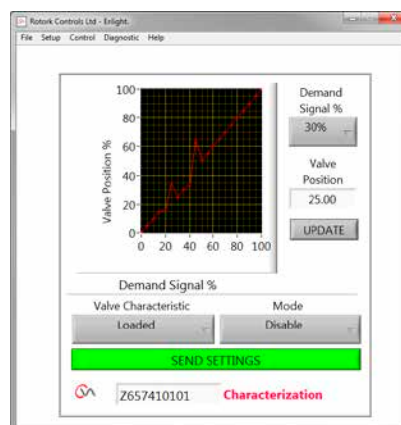 Rotork Controls Ltd - Enlight.
File Setup Control Diagnostic Help
100
80
60
40
20
0
Valve Position %
0 20 40 60 80 100
Demand Signal %
Demand
Signal %
30%
Valve
Position
25.00
UPDATE
Valve Characteristic Mode
Loaded Disable
SEND SETTINGS
Z657410101 Characterization